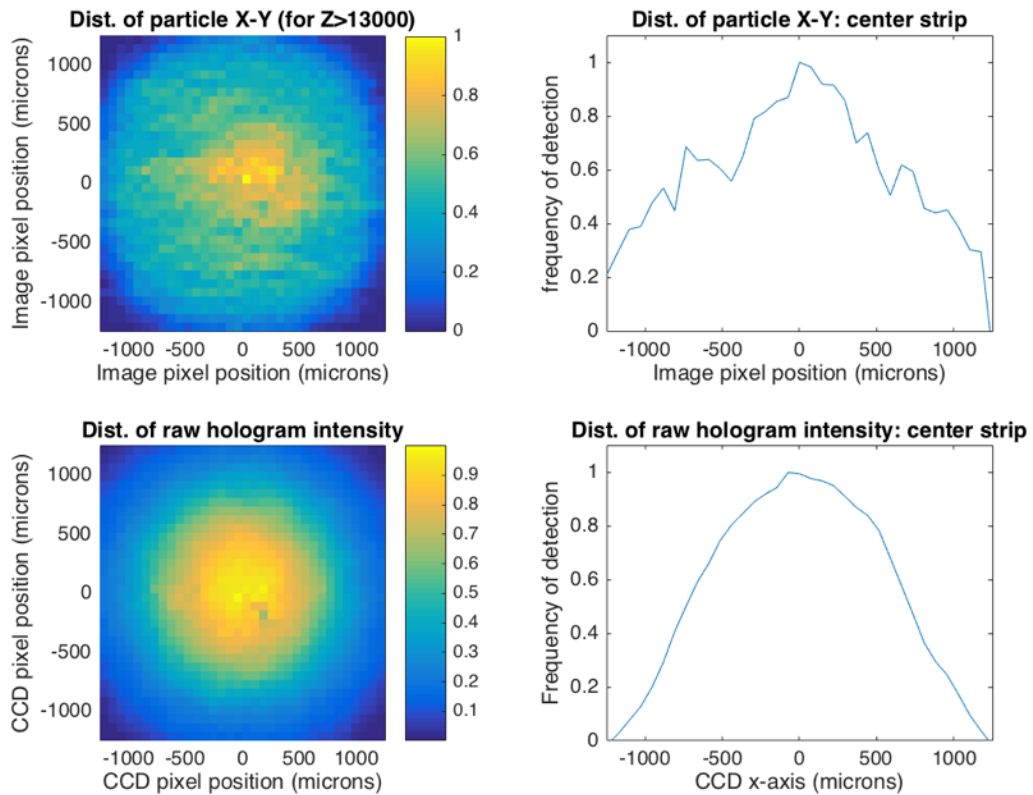 Dist. of particle X-Y (for Z>13000)
1000
500
0
-500
-1000
Image pixel position (microns)
-1000 -500 0 500 1000
Image pixel position (microns)
1
0.8
0.6
0.4
0.2
0
Dist. of particle X-Y: center strip
1
0.8
0.6
0.4
0.2
0
frequency of detection
-1000 -500 0 500 1000
Image pixel position (microns)
Dist. of raw hologram intensity
1000
500
0
-500
-1000
CCD pixel position (microns)
-1000 -500 0 500 1000
CCD pixel position (microns)
0.9
0.8
0.7
0.6
0.5
0.4
0.3
0.2
0.1
Dist. of raw hologram intensity: center strip
1
0.8
0.6
0.4
0.2
0
Frequency of detection
-1000 -500 0 500 1000
CCD x-axis (microns)